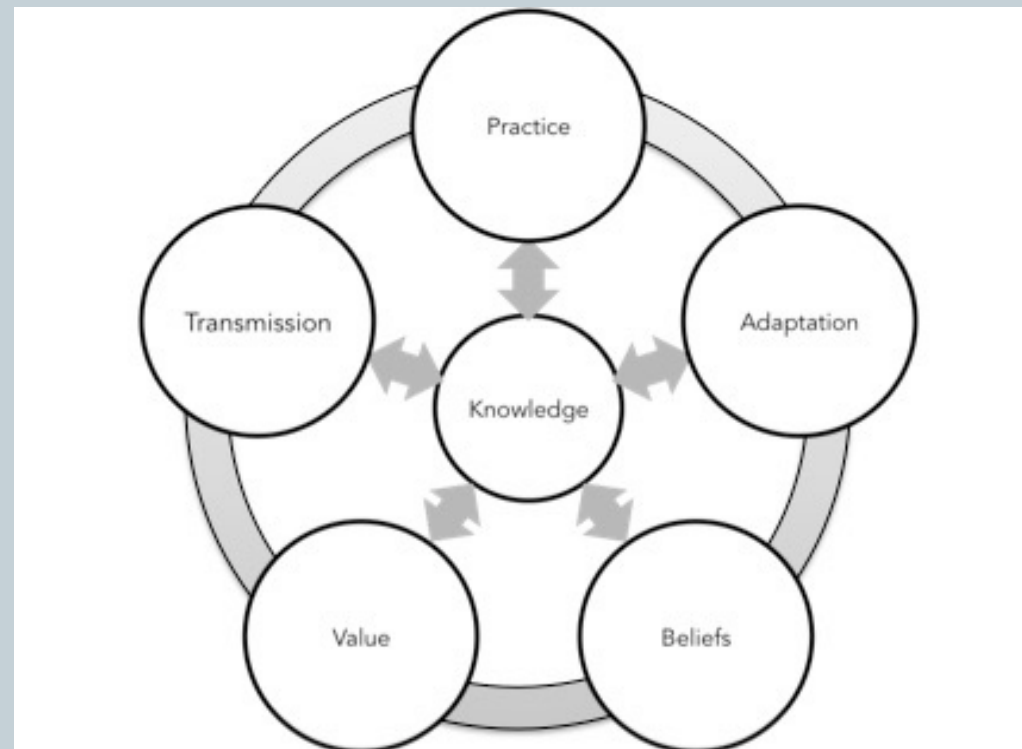 Practice
Transmission
Adaptation
Knowledge
Value
Beliefs